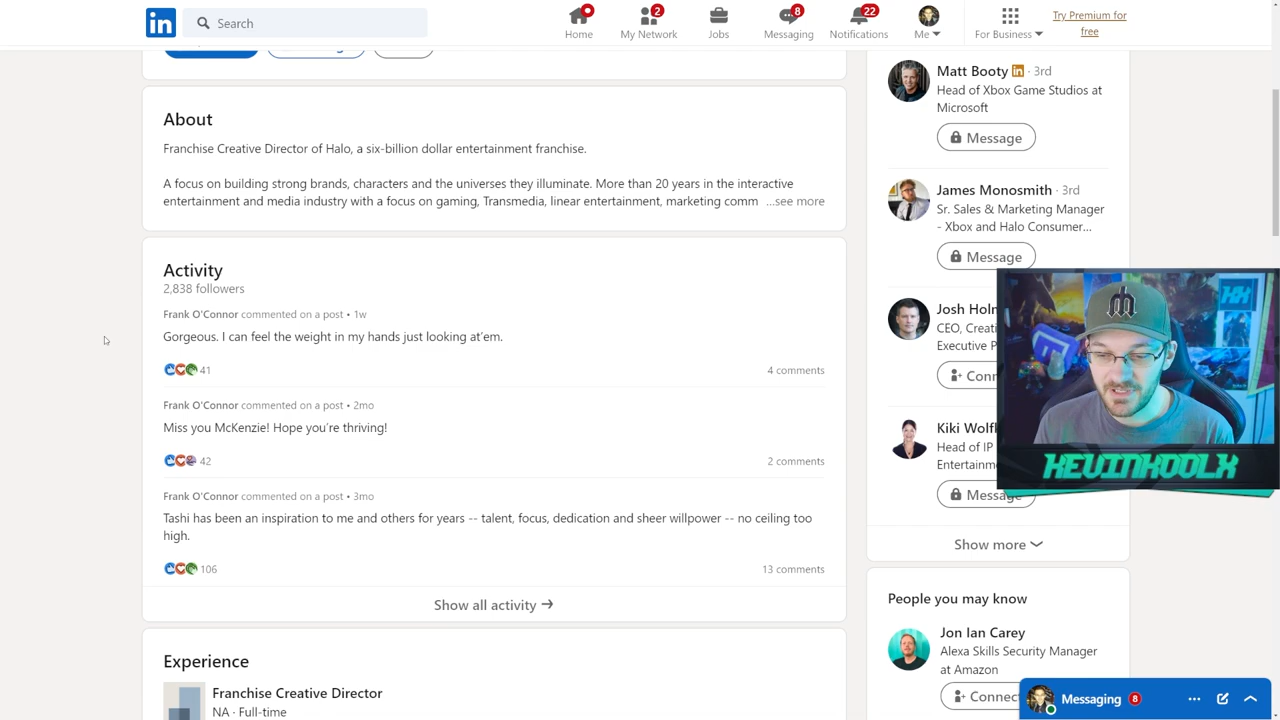 in
Search
Home
2
My Network
Jobs
8
Messaging
22
Notifications
Me
For Business
Try Premium for
free
About
Franchise Creative Director of Halo, a six-billion dollar entertainment franchise.
A focus on building strong brands, characters and the universes they illuminate. More than 20 years in the interactive
entertainment and media industry with a focus on gaming, Transmedia, linear entertainment, marketing comm ...see more
Activity
2,838 followers
Frank O'Connor commented on a post • 1w
Gorgeous. I can feel the weight in my hands just looking at'em.
41
4 comments
Frank O'Connor commented on a post • 2mo
Miss you McKenzie! Hope you're thriving!
42
2 comments
Frank O'Connor commented on a post • 3mo
Tashi has been an inspiration to me and others for years -- talent, focus, dedication and sheer willpower -- no ceiling too
high.
106
13 comments
Show all activity →
Experience
Franchise Creative Director
NA · Full-time
Matt Booty in · 3rd
Head of Xbox Game Studios at
Microsoft
Message
James Monosmith · 3rd
Sr. Sales & Marketing Manager
- Xbox and Halo Consumer...
Message
Josh Holm
CEO, Creati
Executive P
Conn
Kiki Wolfk
Head of IP
Entertainm
Messag
Show more
People you may know
Jon Ian Carey
Alexa Skills Security Manager
at Amazon
Connect
KEVINKOOLX
Messaging 8